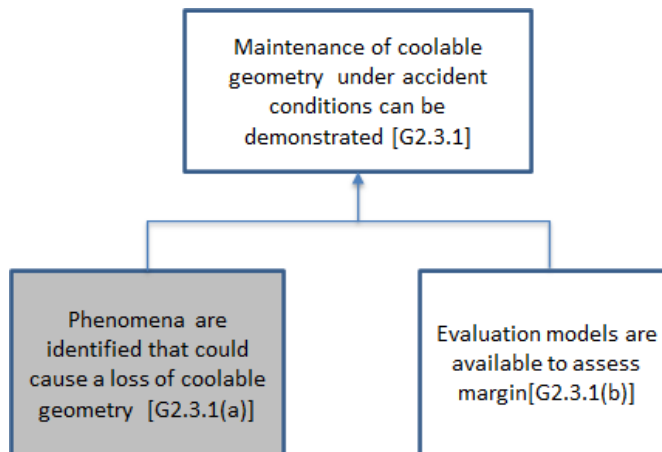 Maintenance of coolable
geometry under accident
conditions can be
demonstrated [G2.3.1]
Phenomena are
identified that could
cause a loss of coolable
geometry [G2.3.1(a)]
Evaluation models are
available to assess
margin[G2.3.1(b)]